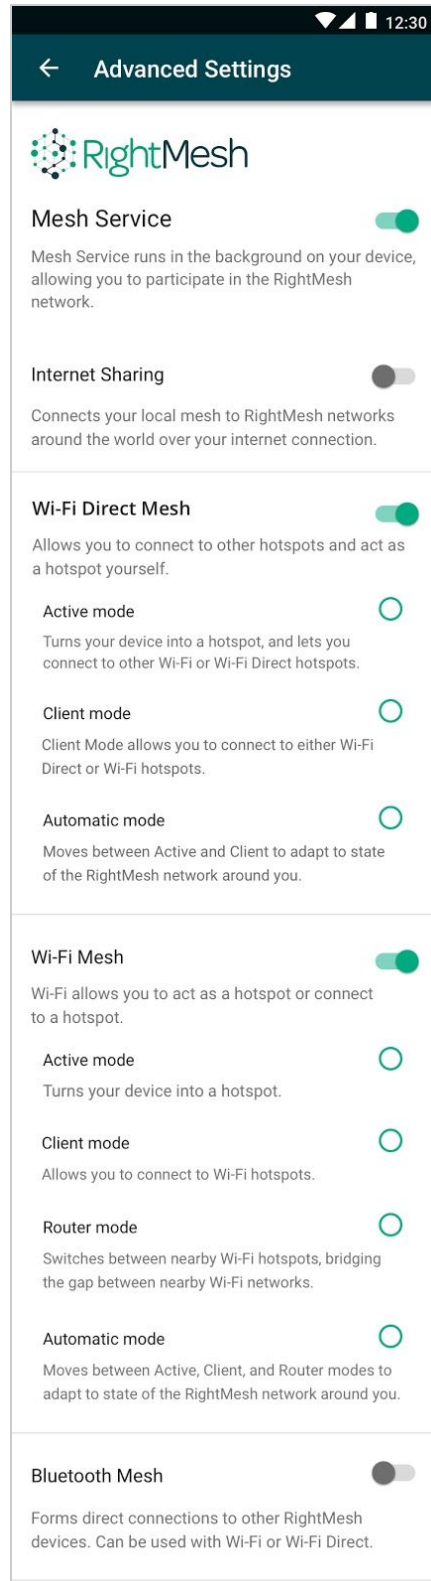 12:30
Advanced Settings
RightMesh
Mesh Service
Mesh Service runs in the background on your device,
allowing you to participate in the RightMesh
network.
Internet Sharing
Connects your local mesh to RightMesh networks
around the world over your internet connection.
Wi-Fi Direct Mesh
Allows you to connect to other hotspots and act as
a hotspot yourself.
Active mode
Turns your device into a hotspot, and lets you
connect to other Wi-Fi or Wi-Fi Direct hotspots.
Client mode
Client Mode allows you to connect to either Wi-Fi
Direct or Wi-Fi hotspots.
Automatic mode
Moves between Active and Client to adapt to state
of the RightMesh network around you.
Wi-Fi Mesh
Wi-Fi allows you to act as a hotspot or connect
to a hotspot.
Active mode
Turns your device into a hotspot.
Client mode
Allows you to connect to Wi-Fi hotspots.
Router mode
Switches between nearby Wi-Fi hotspots, bridging
the gap between nearby Wi-Fi networks.
Automatic mode
Moves between Active, Client, and Router modes to
adapt to state of the RightMesh network around you.
Bluetooth Mesh
Forms direct connections to other RightMesh
devices. Can be used with Wi-Fi or Wi-Fi Direct.